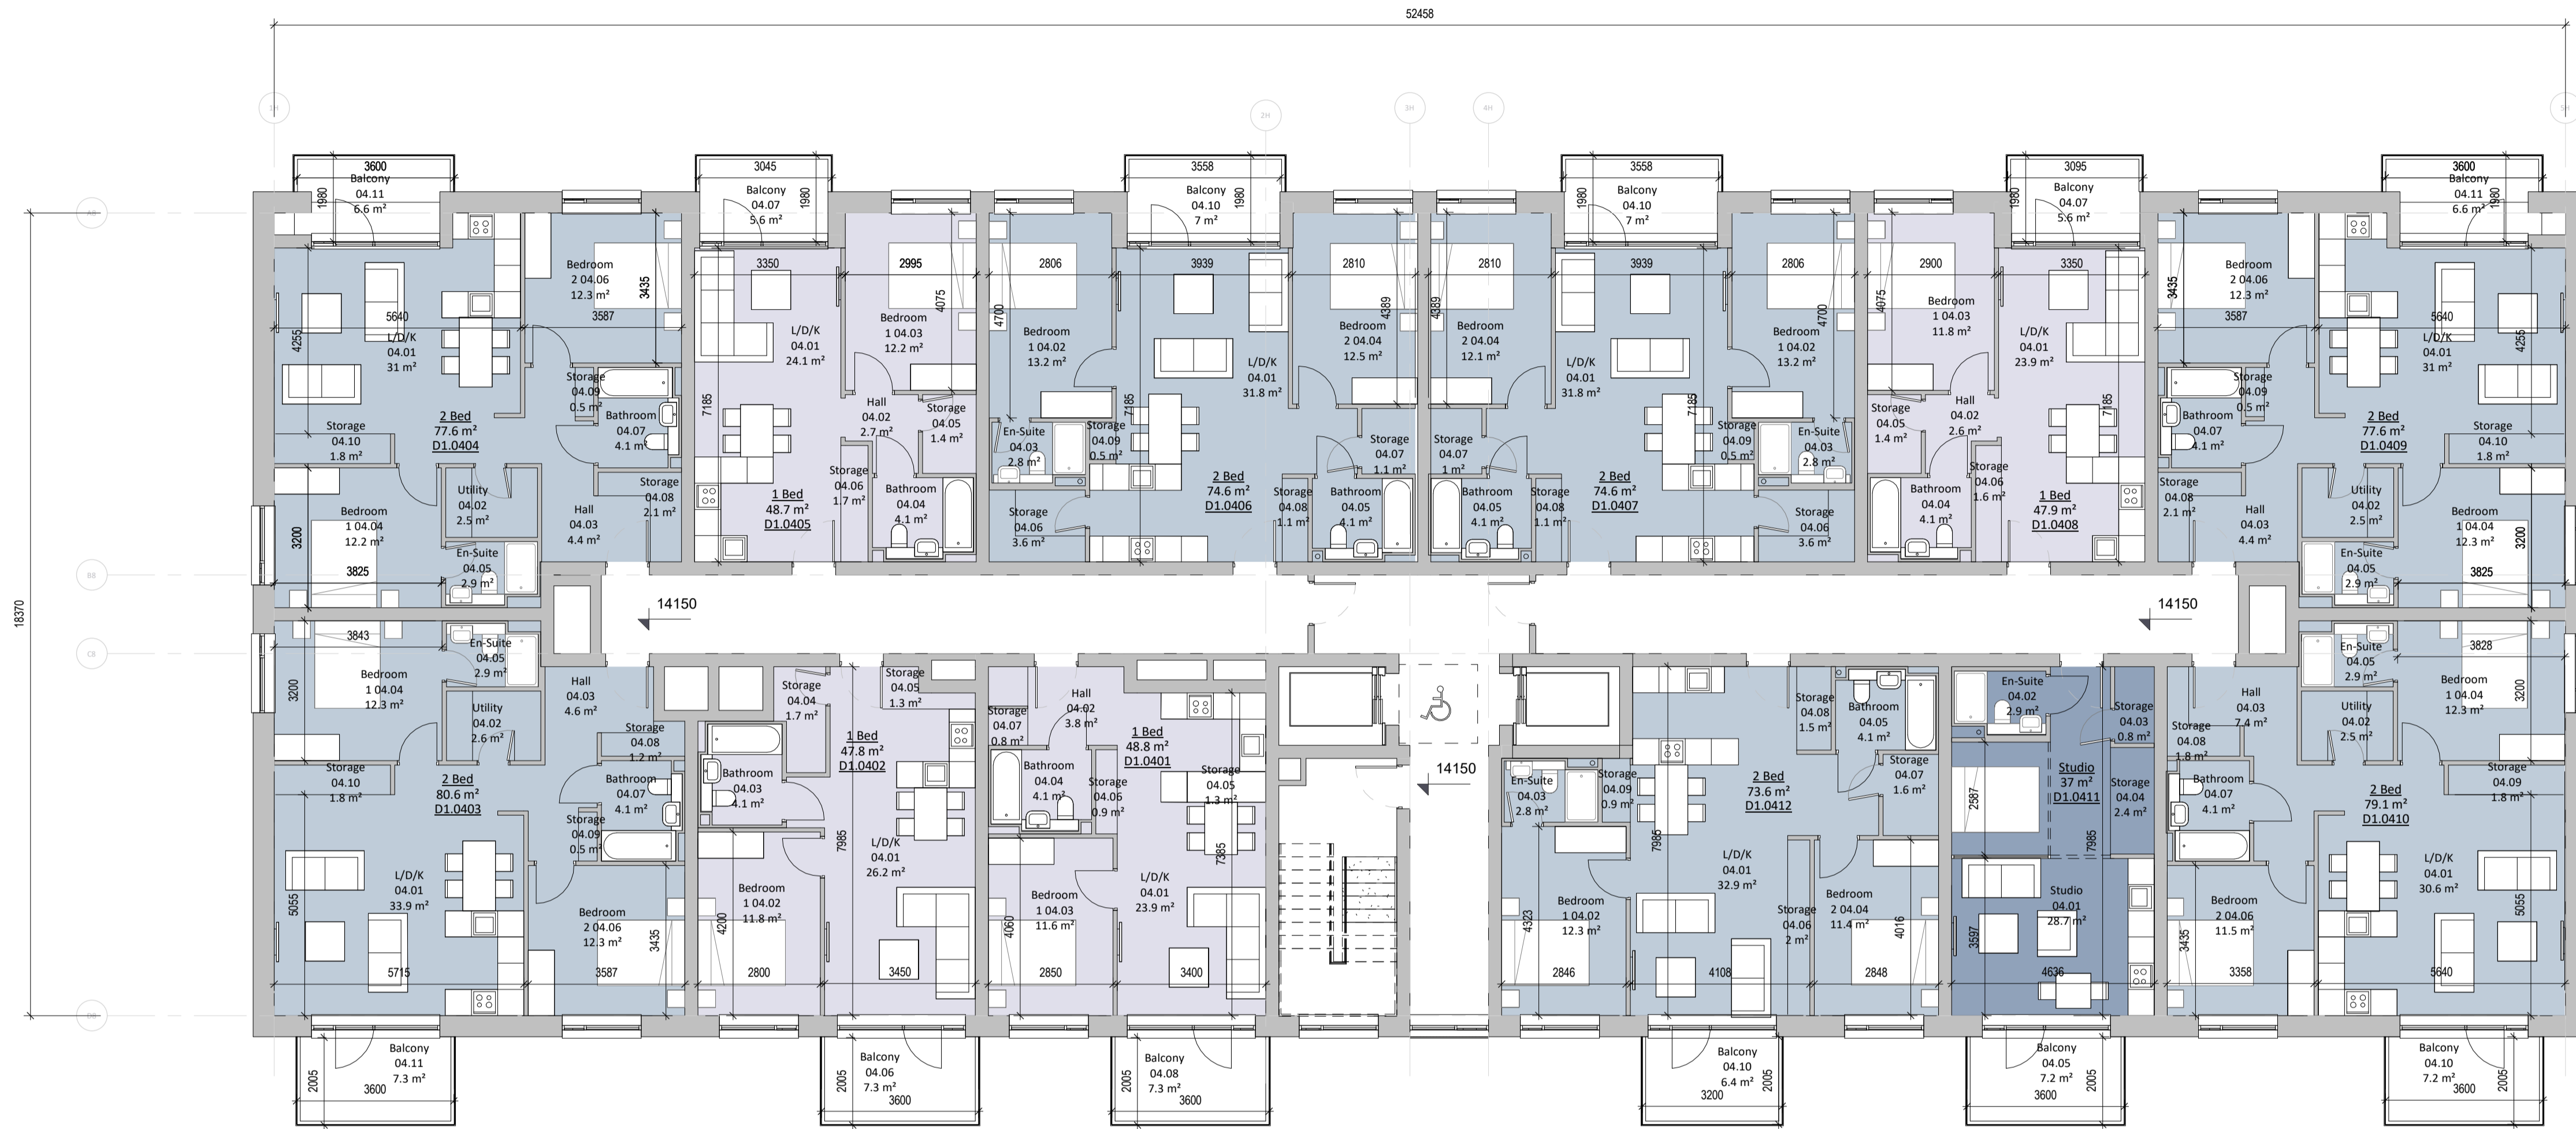 52458
1H
2H
3H
4H
5H
AB
BB
CB
DB
18370
3600
Balcony
04.11
6.6 m²
1980
3045
Balcony
04.07
5.6 m²
1980
3558
Balcony
04.10
7 m²
1980
3558
Balcony
04.10
7 m²
1980
3095
Balcony
04.07
5.6 m²
1980
3600
Balcony
04.11
6.6 m²
1980
5640
4255
L/D/K
04.01
31 m²
Bedroom
2 04.06
12.3 m²
3435
3587
Storage
04.09
0.5 m²
Bathroom
04.07
4.1 m²
2 Bed
77.6 m²
D1.0404
Storage
04.10
1.8 m²
Utility
04.02
2.5 m²
Storage
04.08
2.1 m²
Hall
04.03
4.4 m²
Bedroom
1 04.04
12.2 m²
3200
3825
En-Suite
04.05
2.9 m²
3350
2995
4075
L/D/K
04.01
24.1 m²
Bedroom
1 04.03
12.2 m²
7185
Hall
04.02
2.7 m²
Storage
04.05
1.4 m²
Storage
04.06
1.7 m²
1 Bed
48.7 m²
D1.0405
Bathroom
04.04
4.1 m²
2806
3939
2810
4700
4389
Bedroom
1 04.02
13.2 m²
L/D/K
04.01
31.8 m²
Bedroom
2 04.04
12.5 m²
7185
En-Suite
04.03
2.8 m²
Storage
04.09
0.5 m²
Storage
04.07
1.1 m²
2 Bed
74.6 m²
D1.0406
Storage
04.06
3.6 m²
Storage
04.08
1.1 m²
Bathroom
04.05
4.1 m²
2810
3939
2806
4389
4700
Bedroom
2 04.04
12.1 m²
L/D/K
04.01
31.8 m²
Bedroom
1 04.02
13.2 m²
7185
Storage
04.07
1 m²
Storage
04.09
0.5 m²
En-Suite
04.03
2.8 m²
2 Bed
74.6 m²
D1.0407
Bathroom
04.05
4.1 m²
Storage
04.08
1.1 m²
Storage
04.06
3.6 m²
2900
3350
4075
Bedroom
1 04.03
11.8 m²
L/D/K
04.01
23.9 m²
7185
Storage
04.05
1.4 m²
Hall
04.02
2.6 m²
Storage
04.06
1.6 m²
Bathroom
04.04
4.1 m²
1 Bed
47.9 m²
D1.0408
Bedroom
2 04.06
12.3 m²
3435
3587
5640
4255
L/D/K
04.01
31 m²
Storage
04.09
0.5 m²
Bathroom
04.07
4.1 m²
2 Bed
77.6 m²
D1.0409
Storage
04.10
1.8 m²
Storage
04.08
2.1 m²
Utility
04.02
2.5 m²
Hall
04.03
4.4 m²
Bedroom
1 04.04
12.3 m²
3200
3825
En-Suite
04.05
2.9 m²
14150
14150
14150
3843
3200
Bedroom
1 04.04
12.3 m²
En-Suite
04.05
2.9 m²
Hall
04.03
4.6 m²
Utility
04.02
2.6 m²
Storage
04.08
1.2 m²
Storage
04.10
1.8 m²
2 Bed
80.6 m²
D1.0403
Bathroom
04.07
4.1 m²
Storage
04.09
0.5 m²
L/D/K
04.01
33.9 m²
5055
Bedroom
2 04.06
12.3 m²
3435
5715
3587
Balcony
04.11
7.3 m²
2005
3600
Storage
04.04
1.7 m²
Storage
04.05
1.3 m²
1 Bed
47.8 m²
D1.0402
Bathroom
04.03
4.1 m²
7985
L/D/K
04.01
26.2 m²
Bedroom
1 04.02
11.8 m²
4200
2800
3450
Balcony
04.06
7.3 m²
2005
3600
Hall
04.02
3.8 m²
Storage
04.07
0.8 m²
1 Bed
48.8 m²
D1.0401
Bathroom
04.04
4.1 m²
Storage
04.06
0.9 m²
Storage
04.05
1.3 m²
7385
L/D/K
04.01
23.9 m²
Bedroom
1 04.03
11.6 m²
4060
2850
3400
Balcony
04.08
7.3 m²
2005
3600
En-Suite
04.03
2.8 m²
Storage
04.09
0.9 m²
2 Bed
73.6 m²
D1.0412
Storage
04.08
1.5 m²
Bathroom
04.05
4.1 m²
Storage
04.07
1.6 m²
7985
L/D/K
04.01
32.9 m²
Bedroom
1 04.02
12.3 m²
4323
Storage
04.06
2 m²
Bedroom
2 04.04
11.4 m²
4016
2846
4108
2848
Balcony
04.10
6.4 m²
2005
3200
En-Suite
04.02
2.9 m²
Storage
04.03
0.8 m²
Studio
37 m²
D1.0411
Storage
04.04
2.4 m²
2587
7985
Studio
04.01
28.7 m²
3597
4636
Balcony
04.05
7.2 m²
2005
3600
Hall
04.03
7.4 m²
En-Suite
04.05
2.9 m²
3828
Bedroom
1 04.04
12.3 m²
3200
Utility
04.02
2.5 m²
Storage
04.08
1.8 m²
Bathroom
04.07
4.1 m²
2 Bed
79.1 m²
D1.0410
Storage
04.09
1.8 m²
L/D/K
04.01
30.6 m²
5055
Bedroom
2 04.06
11.5 m²
3435
3358
5640
Balcony
04.10
7.2 m²
2005
3600